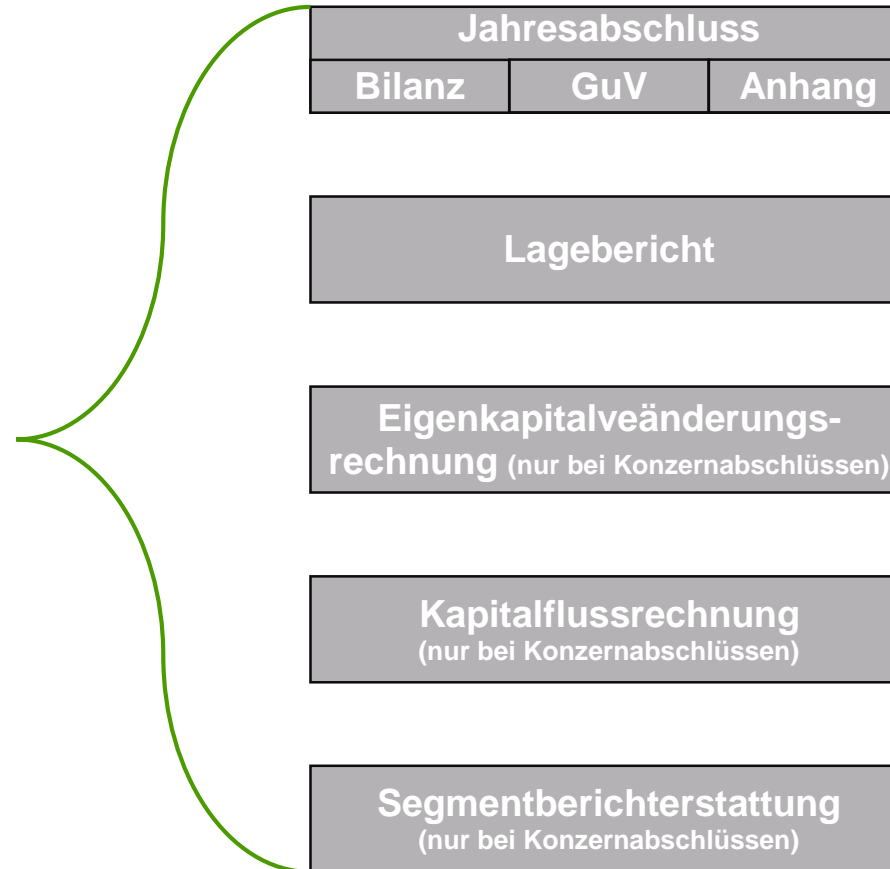 Jahresabschluss
Bilanz GuV Anhang
Lagebericht
Eigenkapitalveänderungs-
rechnung (nur bei Konzernabschlüssen)
Kapitalflussrechnung
(nur bei Konzernabschlüssen)
Segmentberichterstattung
(nur bei Konzernabschlüssen)